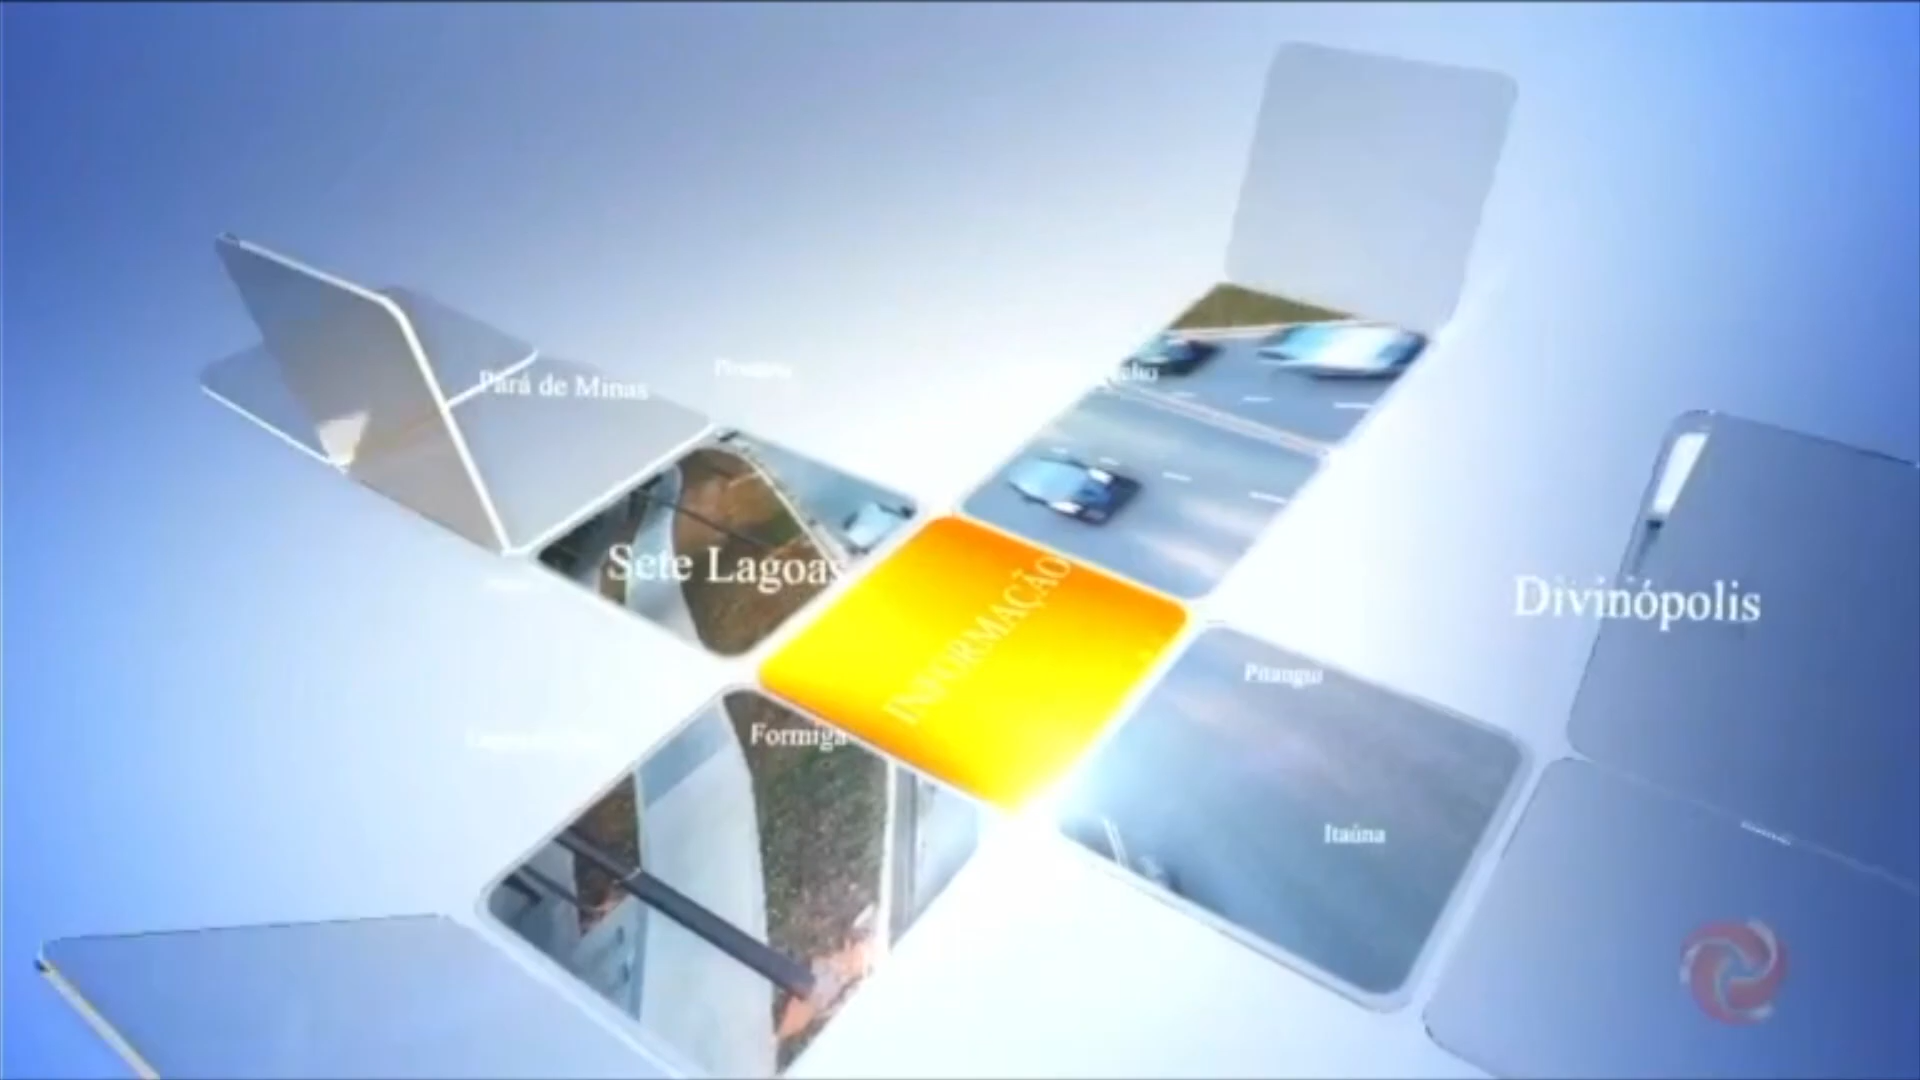 Pará de Minas
Sete Lagoas
INFORMAÇÃO
Divinópolis
Pitangui
Formiga
Itaúna